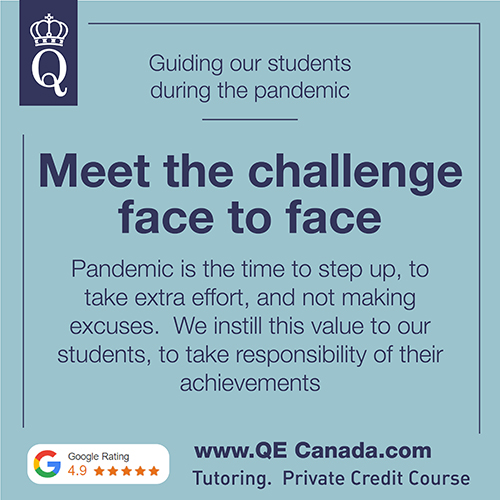 Q
Guiding our students
during the pandemic
Meet the challenge
face to face
Pandemic is the time to step up, to
take extra effort, and not making
excuses.  We instill this value to our
students, to take responsibility of their
achievements
Google Rating
4.9
www.QE Canada.com
Tutoring.  Private Credit Course